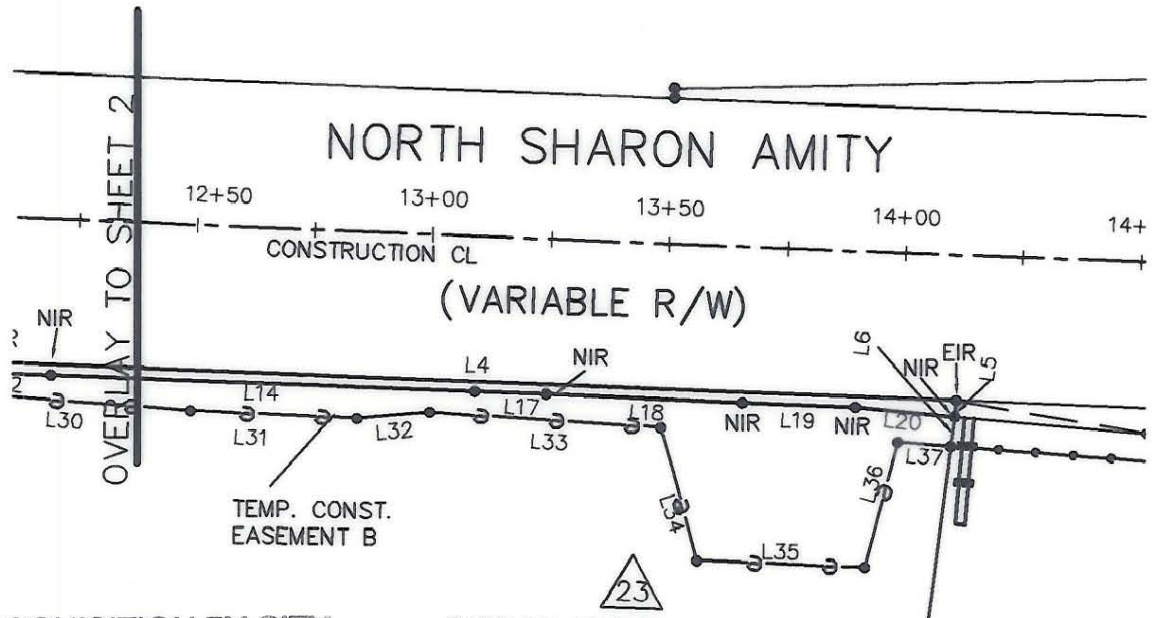 OVERLAY TO SHEET 2
NORTH SHARON AMITY
12+50
13+00
13+50
14+00
14+
CONSTRUCTION CL
(VARIABLE R/W)
NIR
L4
NIR
L6
NIR
EIR
L5
2
L30
L14
L31
L32
L17
L33
L18
NIR
L19
NIR
L20
L37
L34
L36
L35
TEMP. CONST.
EASEMENT B
23